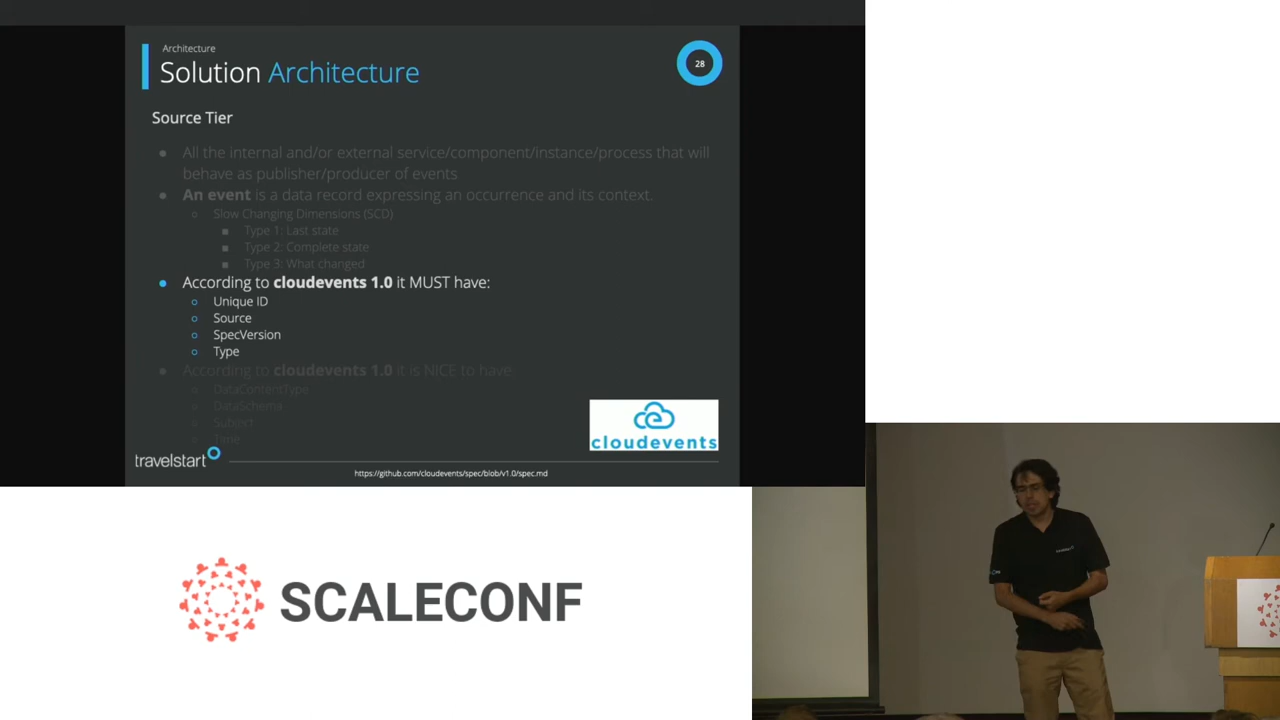 Architecture
Solution Architecture
28
Source Tier
All the internal and/or external service/component/instance/process that will
behave as publisher/producer of events
An event is a data record expressing an occurrence and its context.
Slow Changing Dimensions (SCD)
Type 1: Last state
Type 2: Complete state
Type 3: What changed
According to cloudevents 1.0 it MUST have:
Unique ID
Source
SpecVersion
Type
According to cloudevents 1.0 it is NICE to have:
DataContentType
DataSchema
Subject
Time
cloudevents
travelstart
https://github.com/cloudevents/spec/blob/v1.0/spec.md
SCALECONF